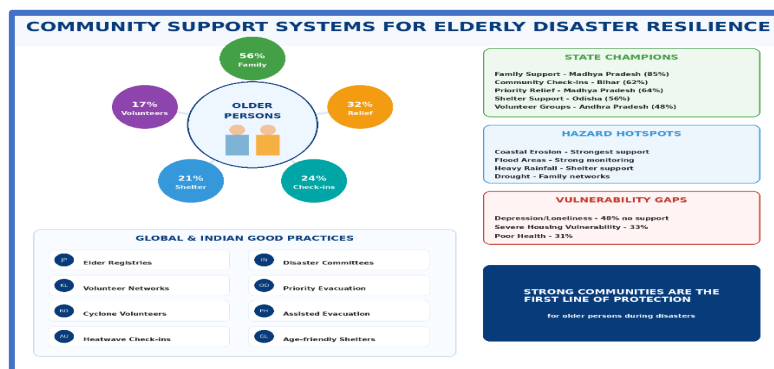 COMMUNITY SUPPORT SYSTEMS FOR ELDERLY DISASTER RESILIENCE
56%
Family
17%
Volunteers
OLDER
PERSONS
32%
Relief
21%
Shelter
24%
Check-ins
STATE CHAMPIONS
Family Support - Madhya Pradesh (85%)
Community Check-ins - Bihar (62%)
Priority Relief - Madhya Pradesh (64%)
Shelter Support - Odisha (56%)
Volunteer Groups - Andhra Pradesh (48%)
HAZARD HOTSPOTS
Coastal Erosion - Strongest support
Flood Areas - Strong monitoring
Heavy Rainfall - Shelter support
Drought - Family networks
VULNERABILITY GAPS
Depression/Loneliness - 48% no support
Severe Housing Vulnerability - 33%
Poor Health - 31%
GLOBAL & INDIAN GOOD PRACTICES
JP Elder Registries
IN Disaster Committees
KL Volunteer Networks
OD Priority Evacuation
Cyclone Volunteers
PH Assisted Evacuation
AU Heatwave Check-ins
GL Age-friendly Shelters
STRONG COMMUNITIES ARE THE
FIRST LINE OF PROTECTION
for older persons during disasters